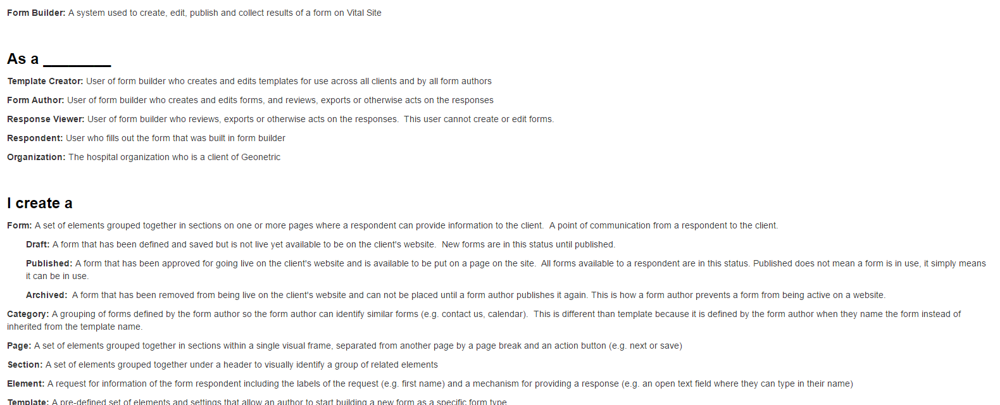 Form Builder: A system used to create, edit, publish and collect results of a form on Vital Site
As a ________
Template Creator: User of form builder who creates and edits templates for use across all clients and by all form authors
Form Author: User of form builder who creates and edits forms, and reviews, exports or otherwise acts on the responses
Response Viewer: User of form builder who reviews, exports or otherwise acts on the responses.  This user cannot create or edit forms.
Respondent: User who fills out the form that was built in form builder
Organization: The hospital organization who is a client of Geonetric
I create a
Form: A set of elements grouped together in sections on one or more pages where a respondent can provide information to the client.  A point of communication from a respondent to the client.
Draft: A form that has been defined and saved but is not live yet available to be on the client's website.  New forms are in this status until published.
Published: A form that has been approved for going live on the client's website and is available to be put on a page on the site.  All forms available to a respondent are in this status. Published does not mean a form is in use, it simply means
it can be in use.
Archived:  A form that has been removed from being live on the client's website and can not be placed until a form author publishes it again. This is how a form author prevents a form from being active on a website.
Category: A grouping of forms defined by the form author so the form author can identify similar forms (e.g. contact us, calendar).  This is different than template because it is defined by the form author when they name the form instead of
inherited from the template name.
Page: A set of elements grouped together in sections within a single visual frame, separated from another page by a page break and an action button (e.g. next or save)
Section: A set of elements grouped together under a header to visually identify a group of related elements
Element: A request for information of the form respondent including the labels of the request (e.g. first name) and a mechanism for providing a response (e.g. an open text field where they can type in their name)
Template: A pre-defined set of elements and settings that allow an author to start building a new form as a specific form type